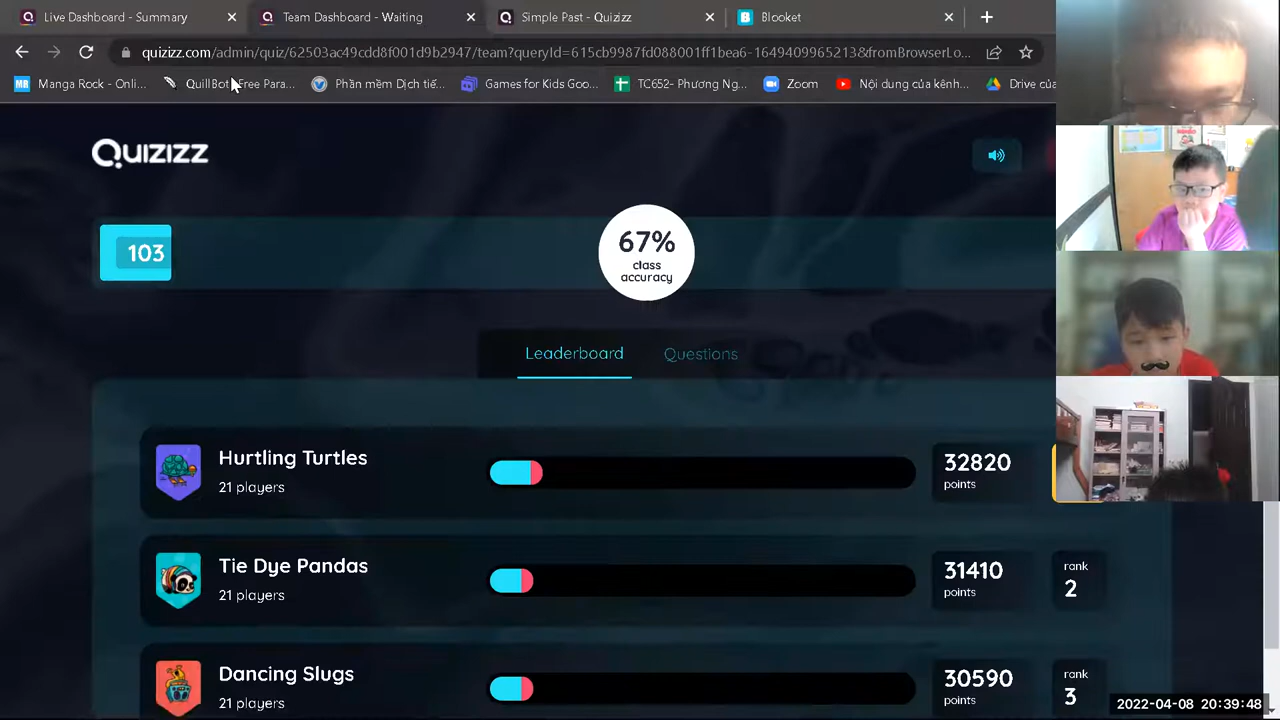 Live Dashboard - Summary
Team Dashboard - Waiting
Simple Past - Quizizz
Blooket
quizizz.com/admin/quiz/62503ac49cdd8f001d9b2947/team?queryId=615cb9987fd088001ff1bea6-1649409965213&fromBrowserLo...
Manga Rock - Onli...
QuillBot Free Para...
Phần mềm Dịch tiế...
Games for Kids Goo...
TC652- Phương Ng...
Zoom
Nội dung của kênh...
Drive của
Quizizz
103
67%
class
accuracy
Leaderboard
Questions
Hurtling Turtles
21 players
32820
points
Tie Dye Pandas
21 players
31410
points
rank
2
Dancing Slugs
21 players
30590
points
rank
3
2022-04-08 20:39:48